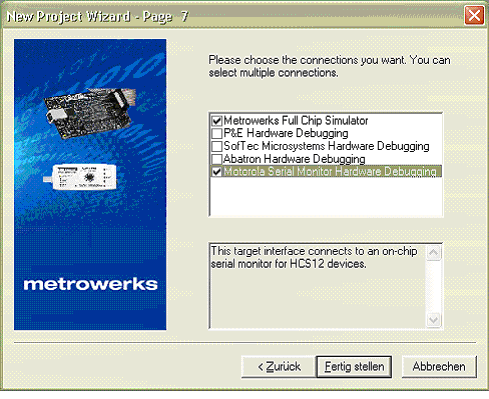 New Project Wizard - Page 7
Please choose the connections you want. You can
select multiple connections.
Metrowerks Full Chip Simulator
P&E Hardware Debugging
SofTec Microsystems Hardware Debugging
Abatron Hardware Debugging
Motorola Serial Monitor Hardware Debugging
This target interface connects to an on-chip
serial monitor for HCS12 devices.
metrowerks
< Zurück
Fertig stellen
Abbrechen